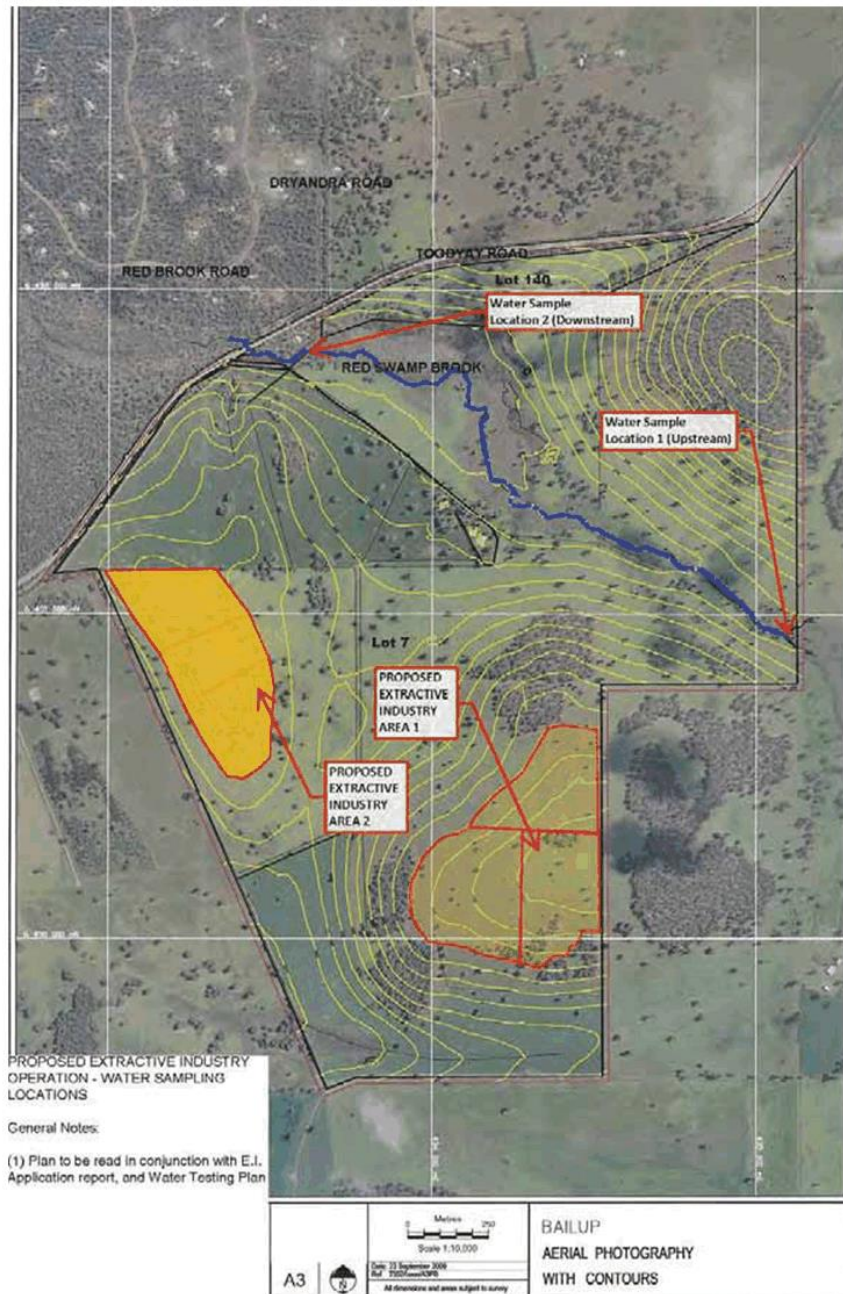 DRYANDRA ROAD
RED BROOK ROAD
TOODYAY ROAD
Lot 140
Water Sample
Location 2 (Downstream)
RED SWAMP BROOK
Water Sample
Location 1 (Upstream)
Lot 7
PROPOSED
EXTRACTIVE
INDUSTRY
AREA 1
PROPOSED
EXTRACTIVE
INDUSTRY
AREA 2
PROPOSED EXTRACTIVE INDUSTRY
OPERATION - WATER SAMPLING
LOCATIONS
General Notes:
(1) Plan to be read in conjunction with E.I.
Application report, and Water Testing Plan
A3
N
Metres
0 250
Scale 1:10,000
Date: 23 September 2009
All dimensions and areas subject to survey
BAILUP
AERIAL PHOTOGRAPHY
WITH CONTOURS